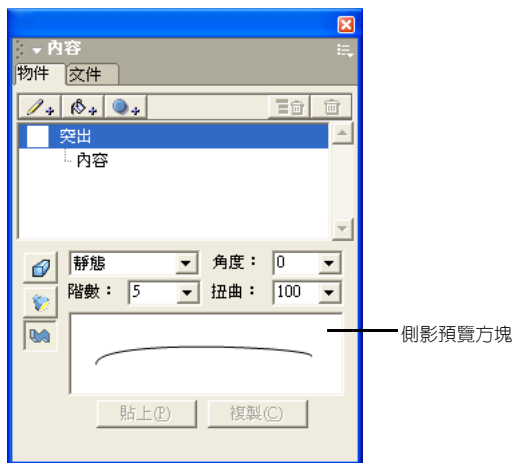 內容
物件 文件
突出
內容
靜態 角度： 0
階數： 5 扭曲： 100
側影預覽方塊
貼上(P) 複製(C)